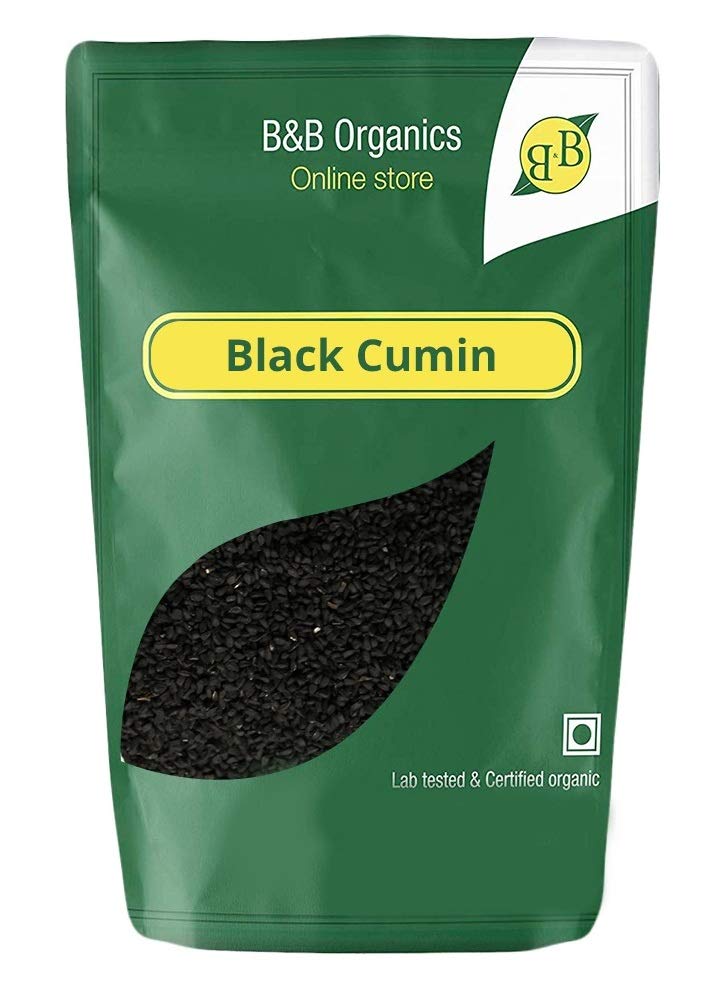 B&B Organics
Online store
B&B
Black Cumin
Lab tested & Certified organic